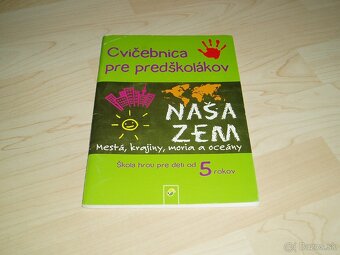 Cvičebnica
pre predškolákov
NAŠA
ZEM
Mestá, krajiny, moria a oceány
Škola hrou pre deti od 5 rokov